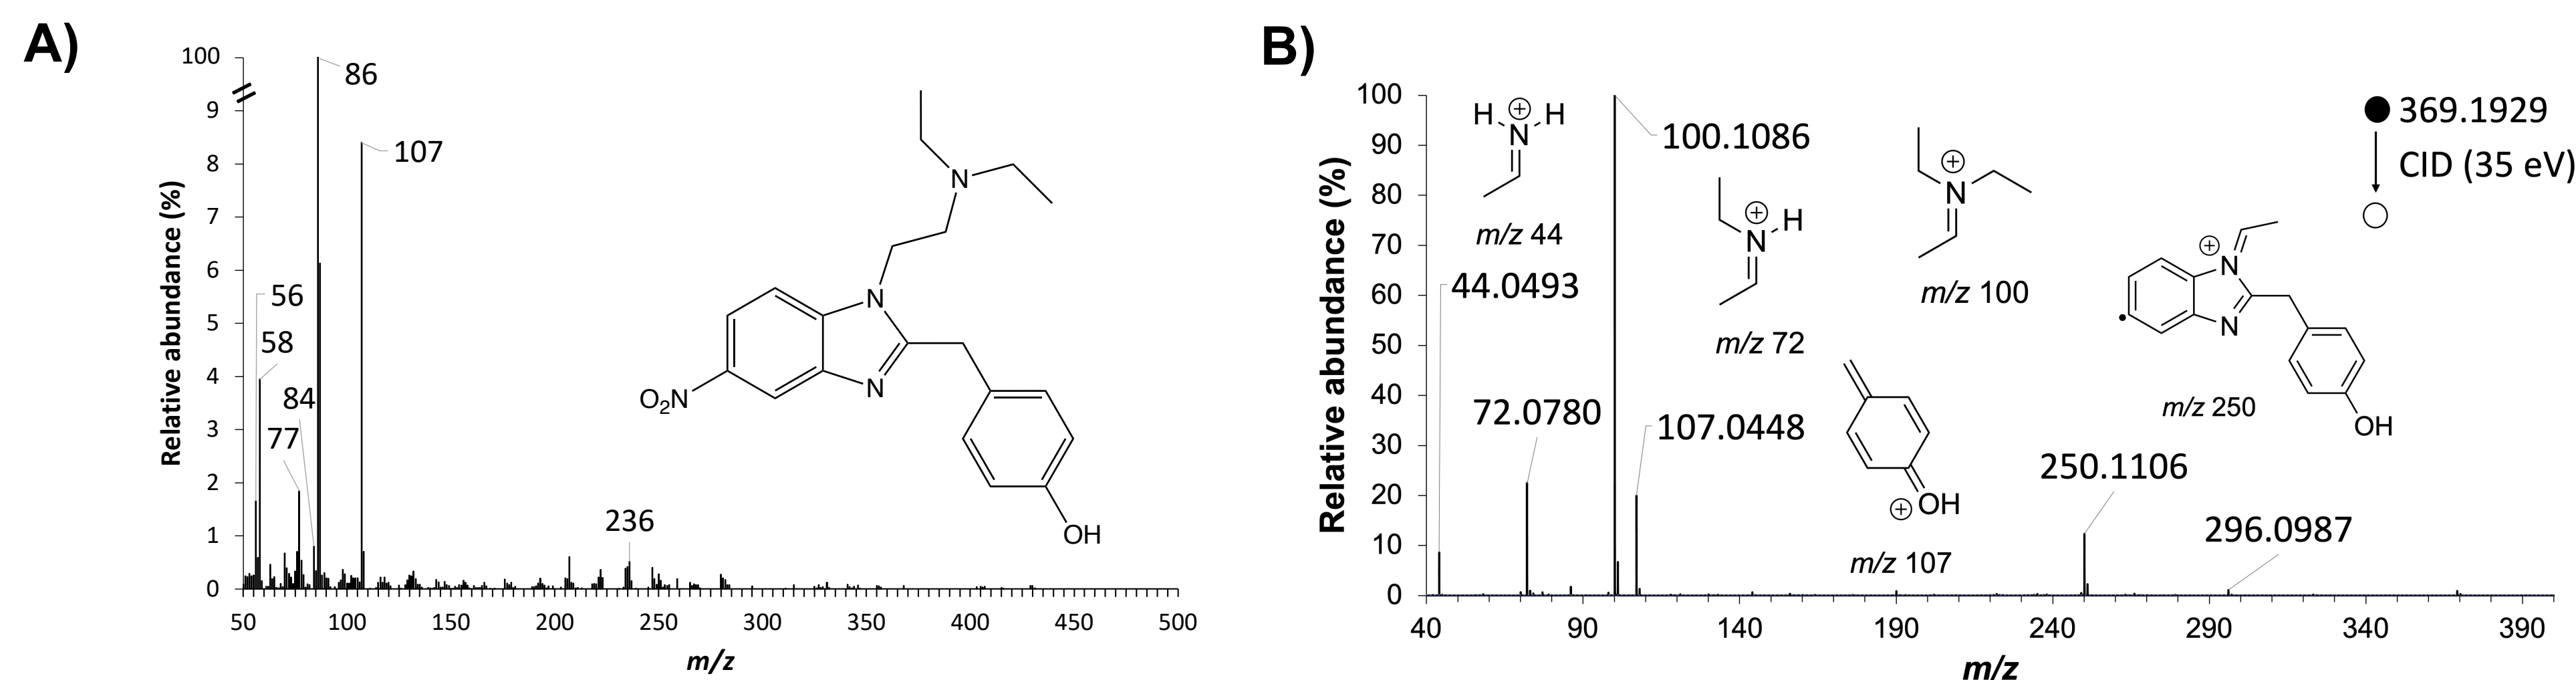 A)
Relative abundance (%)
100
9
8
7
6
5
4
3
2
1
0
86
107
56
58
84
77
236
N
N
N
O₂N
OH
50 100 150 200 250 300 350 400 450 500
m/z
B)
Relative abundance (%)
100
90
80
70
60
50
40
30
20
10
0
H ⊕ H
N
m/z 44
44.0493
72.0780
100.1086
⊕ H
N
m/z 72
107.0448
⊕
N
m/z 100
⊕ OH
m/z 107
369.1929
CID (35 eV)
⊕
N
N
OH
m/z 250
250.1106
296.0987
40 90 140 190 240 290 340 390
m/z